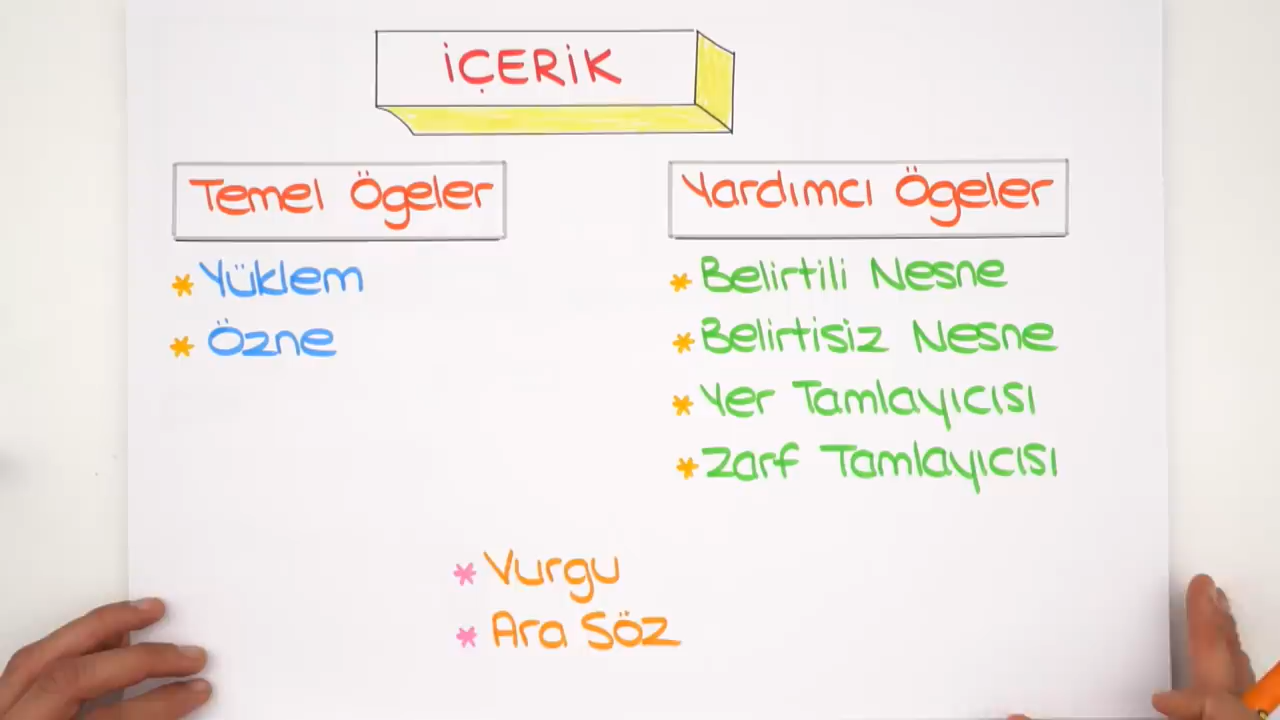 İÇERİK
Temel Ögeler
* Yüklem
* Özne
Yardımcı Ögeler
* Belirtili Nesne
* Belirtisiz Nesne
* Yer Tamlayıcısı
* Zarf Tamlayıcısı
* Vurgu
* Ara Söz